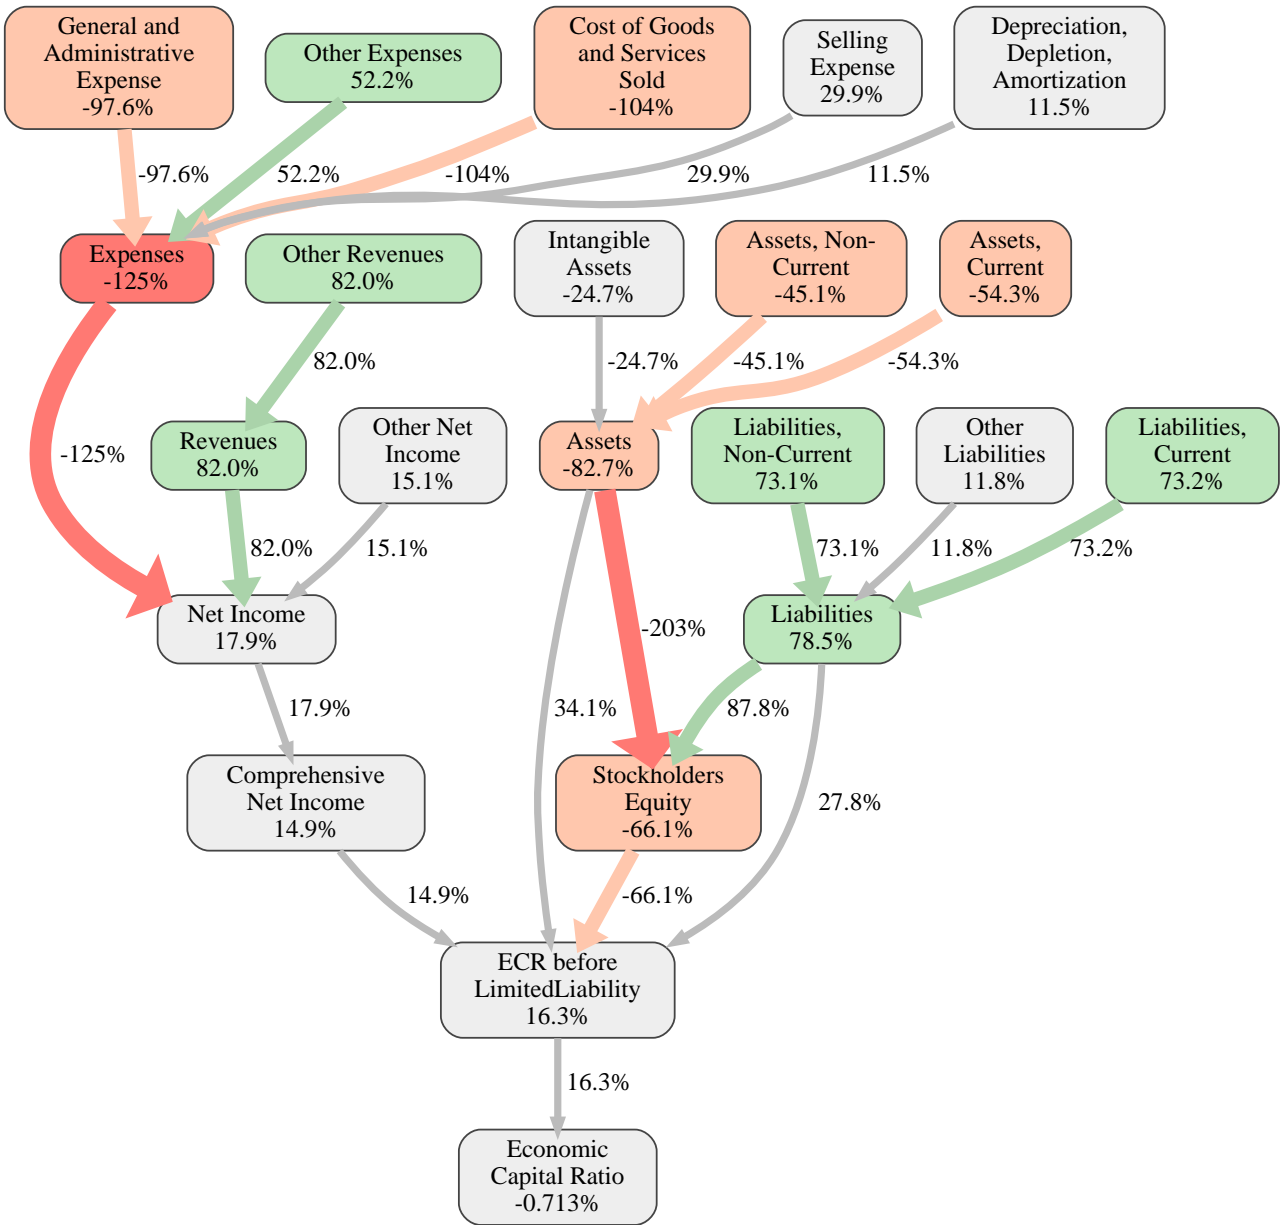 General and
Administrative
Expense
-97.6%
Other Expenses
52.2%
Cost of Goods
and Services
Sold
-104%
Selling
Expense
29.9%
Depreciation,
Depletion,
Amortization
11.5%
-97.6%
52.2%
-104%
29.9%
11.5%
Expenses
-125%
Other Revenues
82.0%
Intangible
Assets
-24.7%
Assets, Non-
Current
-45.1%
Assets,
Current
-54.3%
82.0%
-24.7%
-45.1%
-54.3%
-125%
Revenues
82.0%
Other Net
Income
15.1%
Assets
-82.7%
Liabilities,
Non-Current
73.1%
Other
Liabilities
11.8%
Liabilities,
Current
73.2%
82.0%
15.1%
73.1%
11.8%
73.2%
Net Income
17.9%
-203%
Liabilities
78.5%
17.9%
34.1%
87.8%
Comprehensive
Net Income
14.9%
Stockholders
Equity
-66.1%
27.8%
14.9%
-66.1%
ECR before
LimitedLiability
16.3%
16.3%
Economic
Capital Ratio
-0.713%